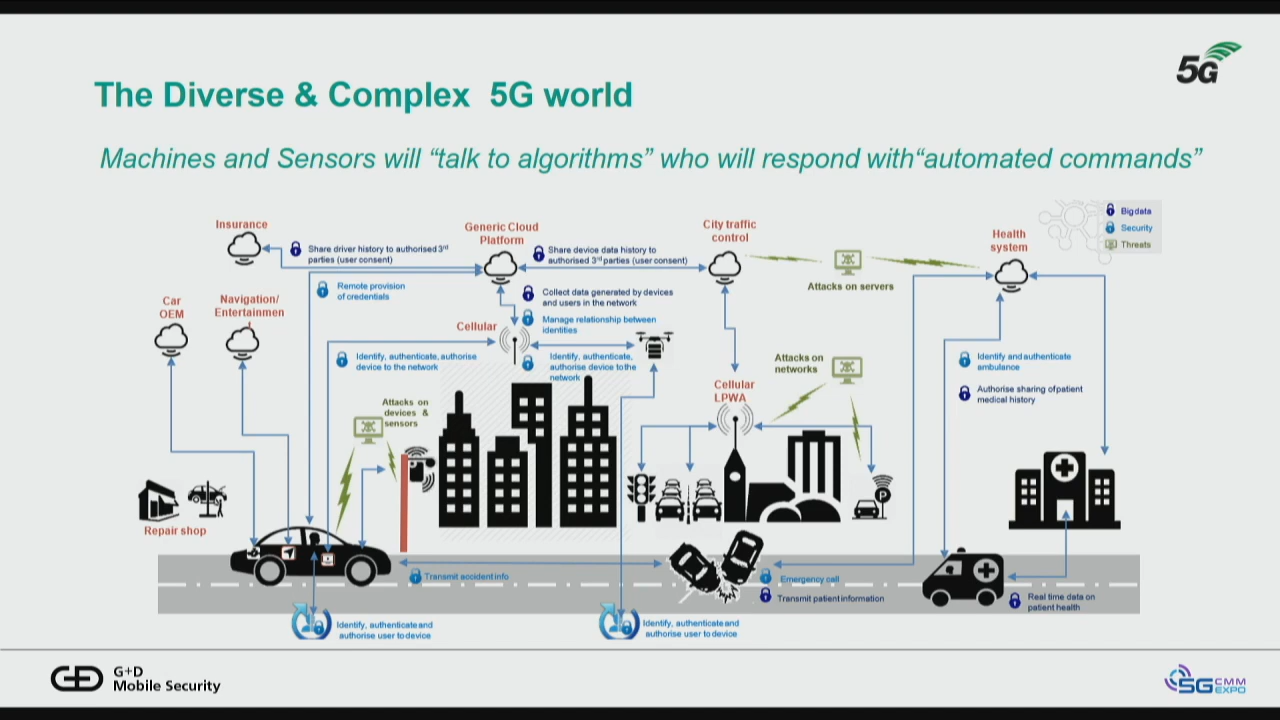 5G
The Diverse & Complex 5G world
Machines and Sensors will “talk to algorithms” who will respond with“automated commands”
Insurance
Share driver history to authorised 3rd
parties (user consent)
Generic Cloud
Platform
Share device data history to
authorised 3rd parties (user consent)
City traffic
control
Attacks on servers
Health
system
Bigdata
Security
Threats
Remote provision
of credentials
Collect data generated by devices
and users in the network
Manage relationship between
identities
Car
OEM
Navigation/
Entertainmen
Cellular
Identify, authenticate, authorise
device to the network
Identify, authenticate,
authorise device to the
network
Attacks on
networks
Identify and authenticate
ambulance
Authorise sharing of patient
medical history
Cellular
LPWA
Attacks on
devices &
sensors
P
Repair shop
Transmit accident info
Emergency call
Transmit patient information
Real time data on
patient health
Identify, authenticate and
authorise user to device
Identify, authenticate and
authorise user to device
G+D
Mobile Security
5G CMM
EXPO